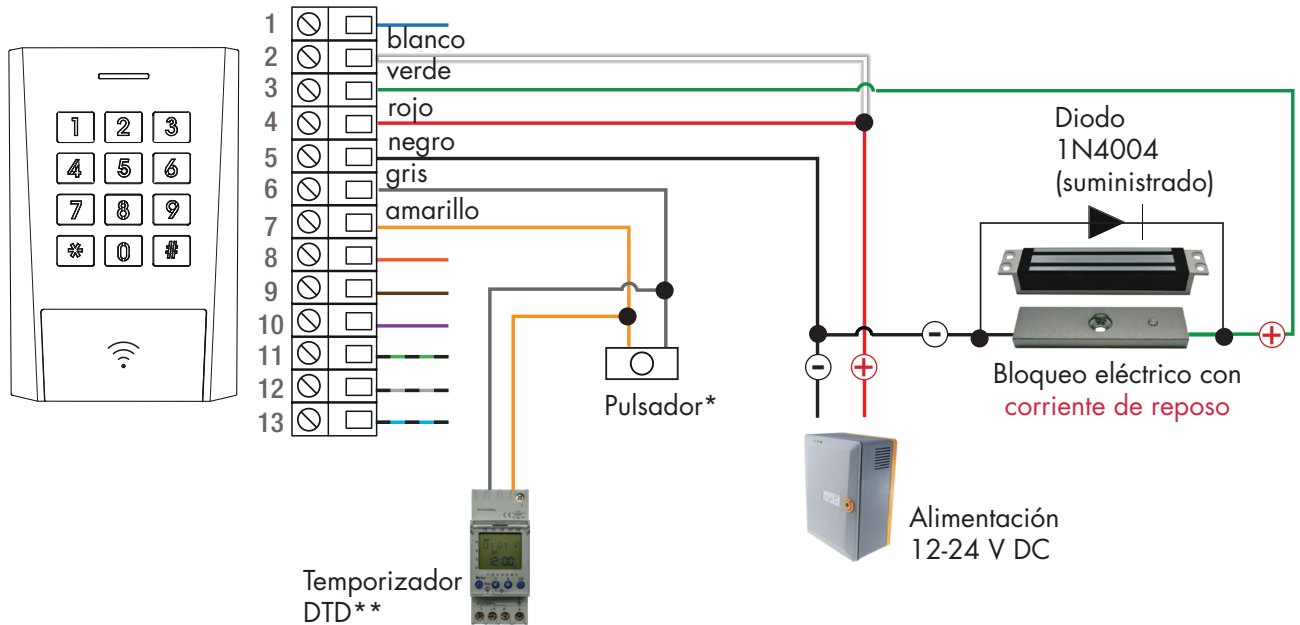 1
blanco
2
verde
3
rojo
4
negro
5
gris
6
amarillo
7
8
9
10
11
12
13
1 2 3
4 5 6
7 8 9
* 0 #
Diodo
1N4004
(suministrado)
−
+
−
+
Bloqueo eléctrico con
corriente de reposo
Pulsador*
Alimentación
12-24 V DC
12:00
Temporizador
DTD**